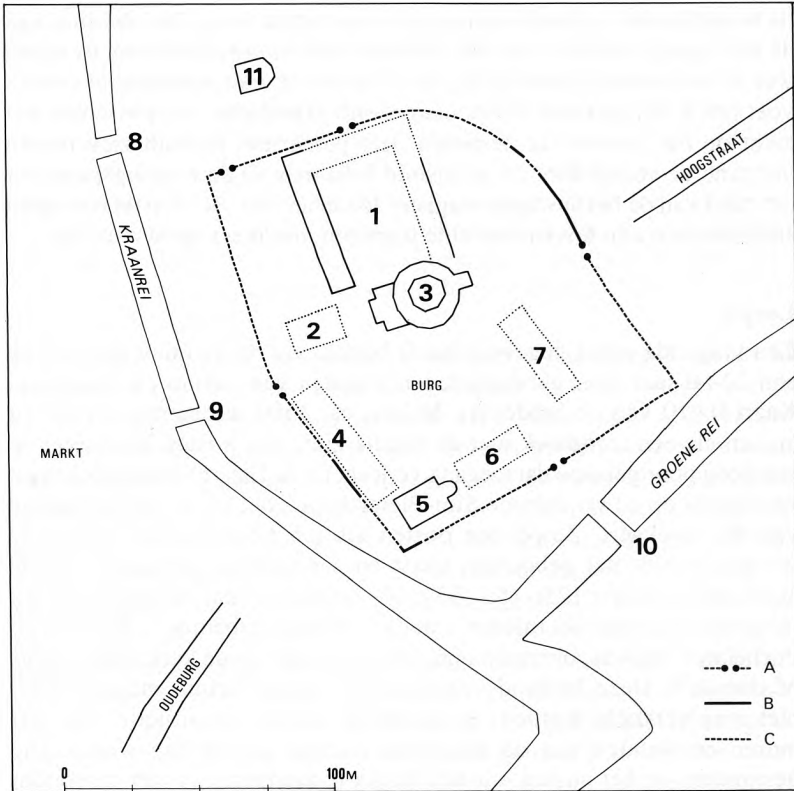 11
8
HOOGSTRAAT
1
KRAANREI
3
2
7
BURG
9
4
MARKT
6
GROENE REI
5
10
A
OUDEBURG
B
C
0
100M